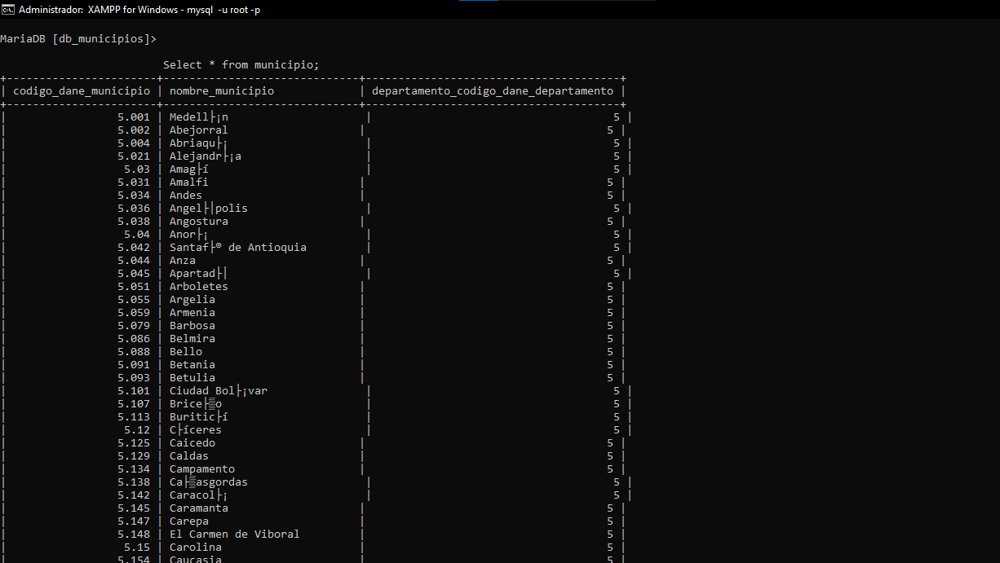 Administrador: XAMPP for Windows - mysql -u root -p
MariaDB [db_municipios]>
Select * from municipio;
+-----------------------+------------------------------+---------------------------------------+
| codigo_dane_municipio | nombre_municipio | departamento_codigo_dane_departamento |
+-----------------------+------------------------------+---------------------------------------+
| 5.001 | Medell├¡n | 5 |
| 5.002 | Abejorral | 5 |
| 5.004 | Abriaqu├¡ | 5 |
| 5.021 | Alejandr├¡a | 5 |
| 5.03 | Amag├í | 5 |
| 5.031 | Amalfi | 5 |
| 5.034 | Andes | 5 |
| 5.036 | Angel├│polis | 5 |
| 5.038 | Angostura | 5 |
| 5.04 | Anor├¡ | 5 |
| 5.042 | Santaf├® de Antioquia | 5 |
| 5.044 | Anza | 5 |
| 5.045 | Apartad├│ | 5 |
| 5.051 | Arboletes | 5 |
| 5.055 | Argelia | 5 |
| 5.059 | Armenia | 5 |
| 5.079 | Barbosa | 5 |
| 5.086 | Belmira | 5 |
| 5.088 | Bello | 5 |
| 5.091 | Betania | 5 |
| 5.093 | Betulia | 5 |
| 5.101 | Ciudad Bol├¡var | 5 |
| 5.107 | Brice├▒o | 5 |
| 5.113 | Buritic├í | 5 |
| 5.12 | C├íceres | 5 |
| 5.125 | Caicedo | 5 |
| 5.129 | Caldas | 5 |
| 5.134 | Campamento | 5 |
| 5.138 | Ca├▒asgordas | 5 |
| 5.142 | Caracol├¡ | 5 |
| 5.145 | Caramanta | 5 |
| 5.147 | Carepa | 5 |
| 5.148 | El Carmen de Viboral | 5 |
| 5.15 | Carolina | 5 |
| 5.154 | Caucasia | 5 |